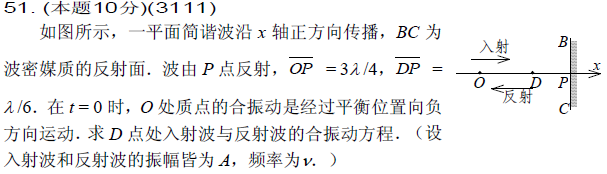 51. (本题10分)(3111)
如图所示，一平面简谐波沿 x 轴正方向传播，BC 为
波密媒质的反射面．波由 P 点反射，OP = 3λ/4，DP =
λ/6．在 t = 0 时，O 处质点的合振动是经过平衡位置向负
方向运动．求 D 点处入射波与反射波的合振动方程．（设
入射波和反射波的振幅皆为 A，频率为ν．）
B
入射
x
O
D
P
反射
C